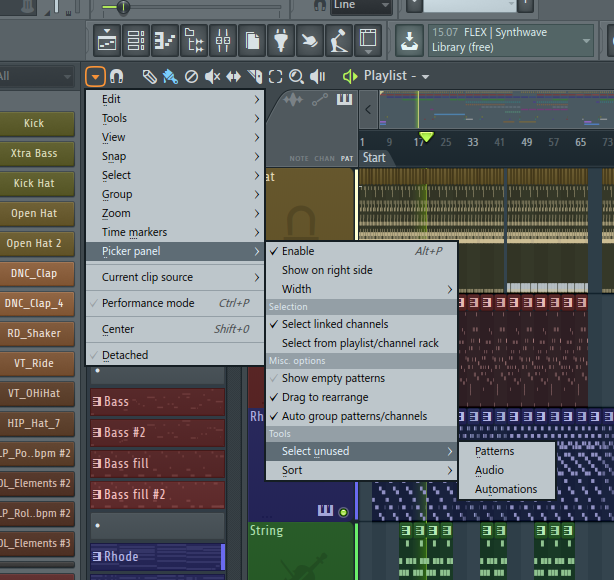 Line
15.07 FLEX | Synthwave
Library (free)
All
Playlist -
Kick
Xtra Bass
Kick Hat
Open Hat
Open Hat 2
DNC_Clap
DNC_Clap_4
RD_Shaker
VT_Ride
VT_OHiHat
HIP_Hat_7
LP_Po..bpm #2
OL_Elements #2
LP_Rol..bpm #2
OL_Elements #3
Edit
Tools
View
Snap
Select
Group
Zoom
Time markers
Picker panel
Current clip source
Performance mode Ctrl+P
Center Shift+0
Detached
NOTE CHAN PAT
1 9 17 25 33 41 49 57 65 73
Start
at
Enable Alt+P
Show on right side
Width
Selection
Select linked channels
Select from playlist/channel rack
Misc. options
Show empty patterns
Drag to rearrange
Auto group patterns/channels
Tools
Select unused
Sort
Patterns
Audio
Automations
Bass
Bass #2
Bass fill
Bass fill #2
Rhode
Rh
String